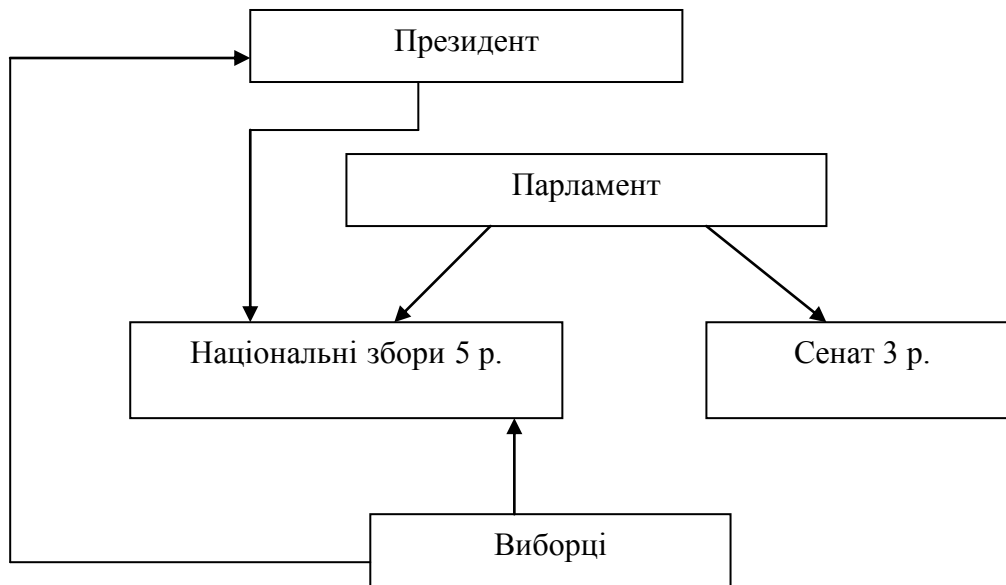 Президент
Парламент
Національні збори 5 р.
Сенат 3 р.
Виборці